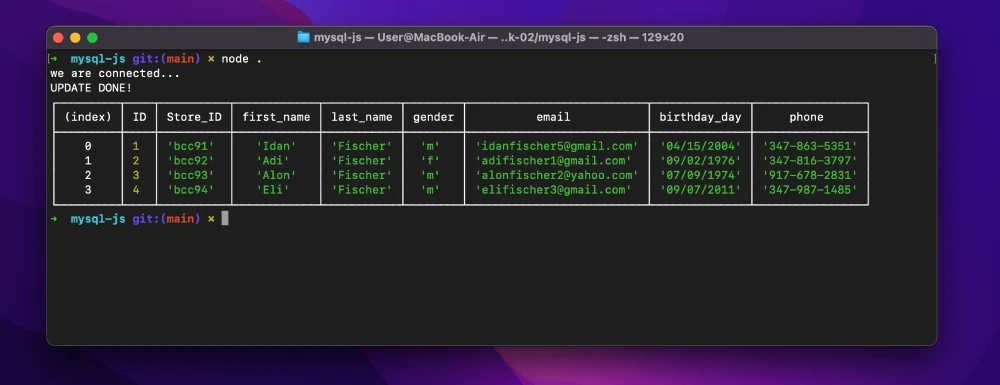 mysql-js — User@MacBook-Air — ..k-02/mysql-js — -zsh — 129×20
[➜ mysql-js git:(main) × node . ]
we are connected...
UPDATE DONE!
(index) ID Store_ID first_name last_name gender email birthday_day phone
0 1 'bcc91' 'Idan' 'Fischer' 'm' 'idanfischer5@gmail.com' '04/15/2004' '347-863-5351'
1 2 'bcc92' 'Adi' 'Fischer' 'f' 'adifischer1@gmail.com' '09/02/1976' '347-816-3797'
2 3 'bcc93' 'Alon' 'Fischer' 'm' 'alonfischer2@yahoo.com' '07/09/1974' '917-678-2831'
3 4 'bcc94' 'Eli' 'Fischer' 'm' 'elifischer3@gmail.com' '09/07/2011' '347-987-1485'
➜ mysql-js git:(main) ×